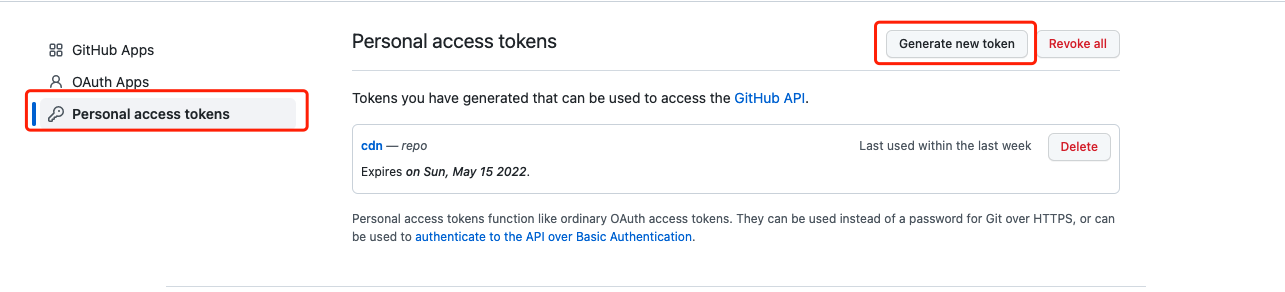 GitHub Apps
OAuth Apps
Personal access tokens
Personal access tokens
Generate new token
Revoke all
Tokens you have generated that can be used to access the GitHub API.
cdn — repo
Last used within the last week
Delete
Expires on Sun, May 15 2022.
Personal access tokens function like ordinary OAuth access tokens. They can be used instead of a password for Git over HTTPS, or can
be used to authenticate to the API over Basic Authentication.